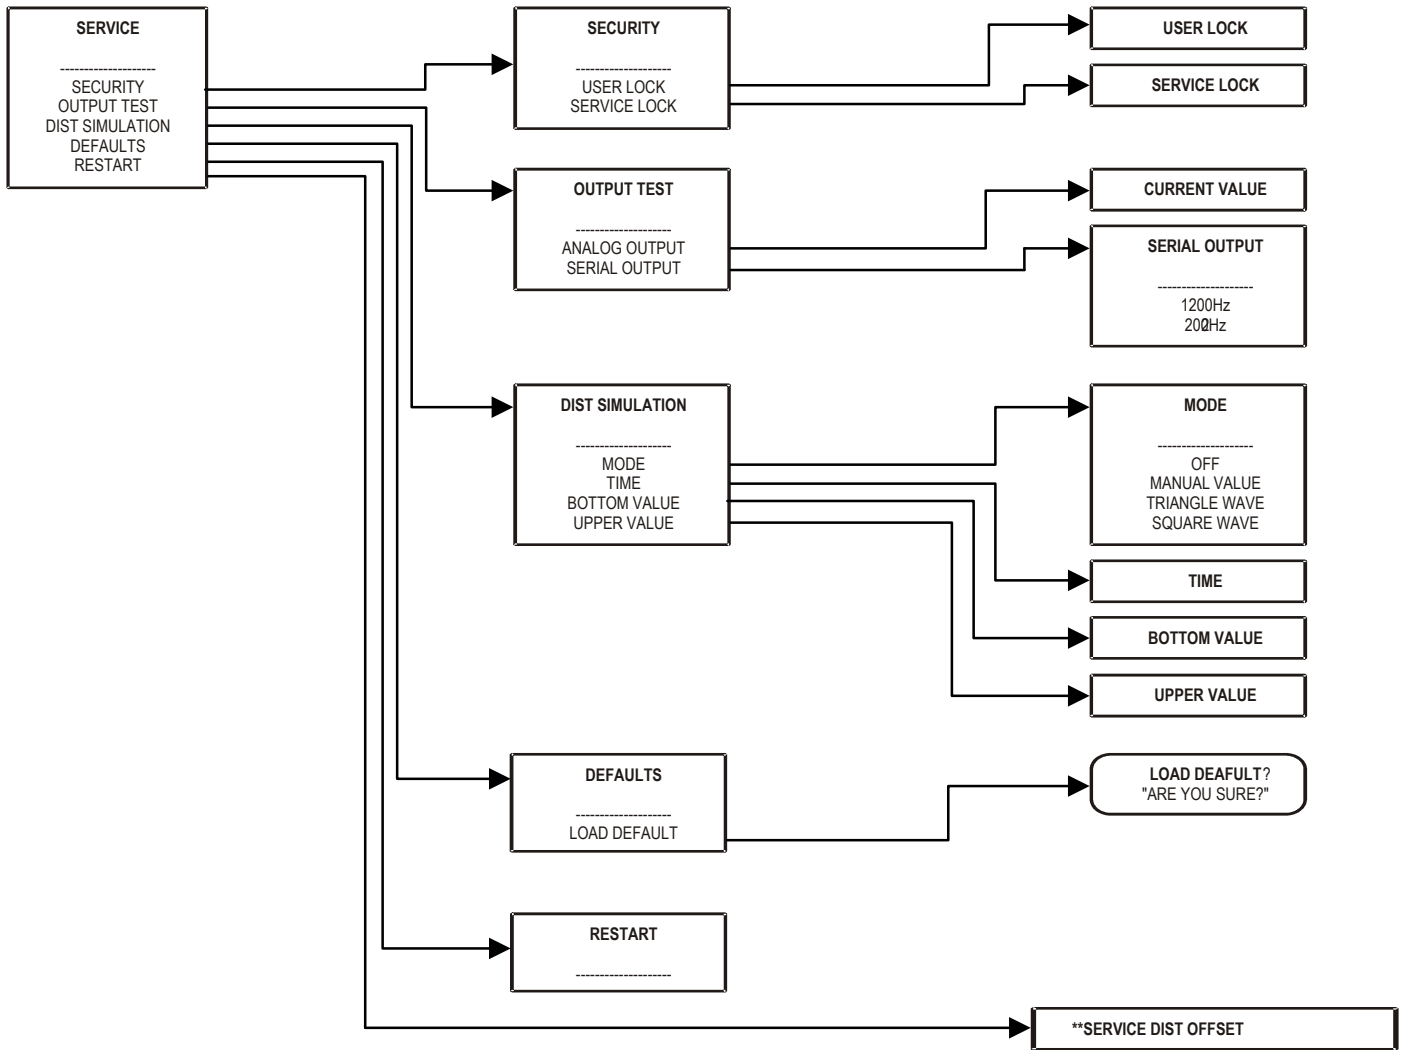 SERVICE
--------------------
SECURITY
OUTPUT TEST
DIST SIMULATION
DEFAULTS
RESTART
SECURITY
--------------------
USER LOCK
SERVICE LOCK
USER LOCK
SERVICE LOCK
OUTPUT TEST
--------------------
ANALOG OUTPUT
SERIAL OUTPUT
CURRENT VALUE
SERIAL OUTPUT
--------------------
1200Hz
DIST SIMULATION
--------------------
MODE
TIME
BOTTOM VALUE
UPPER VALUE
MODE
--------------------
OFF
MANUAL VALUE
TRIANGLE WAVE
SQUARE WAVE
TIME
BOTTOM VALUE
UPPER VALUE
DEFAULTS
--------------------
LOAD DEFAULT
LOAD DEAFULT?
"ARE YOU SURE?"
RESTART
--------------------
**SERVICE DIST OFFSET